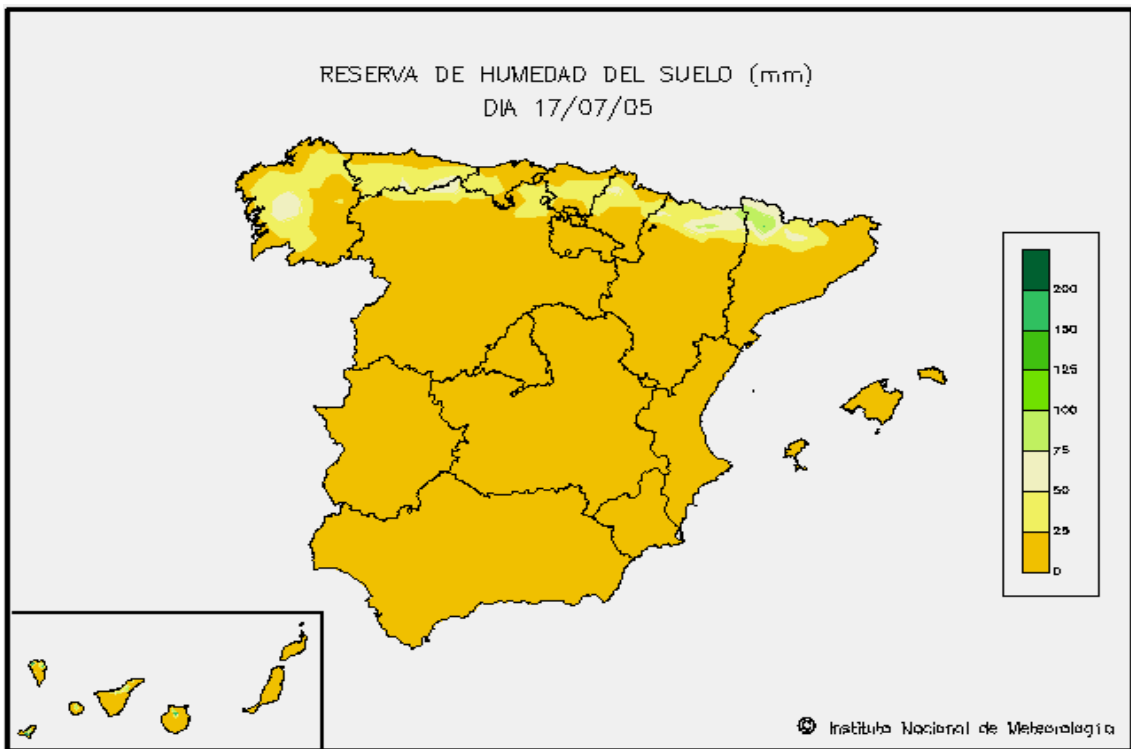 RESERVA DE HUMEDAD DEL SUELO (mm)
DIA 17/07/05
200
150
125
100
75
50
25
0
© Instituto Nacional de Meteorología